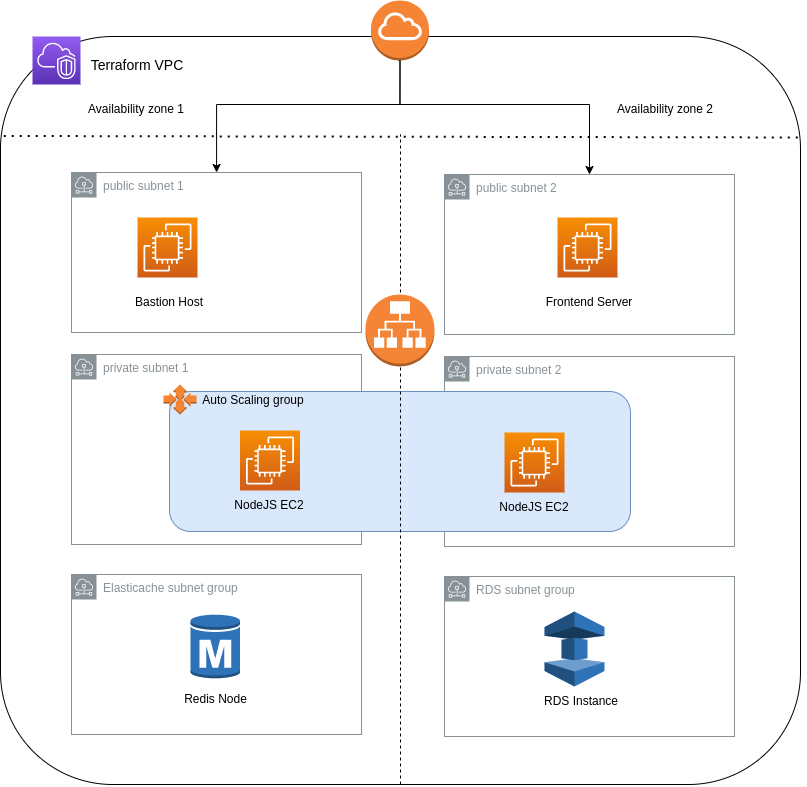 Terraform VPC
Availability zone 1
Availability zone 2
public subnet 1
public subnet 2
Bastion Host
Frontend Server
private subnet 1
private subnet 2
Auto Scaling group
NodeJS EC2
NodeJS EC2
Elasticache subnet group
RDS subnet group
M
Redis Node
RDS Instance